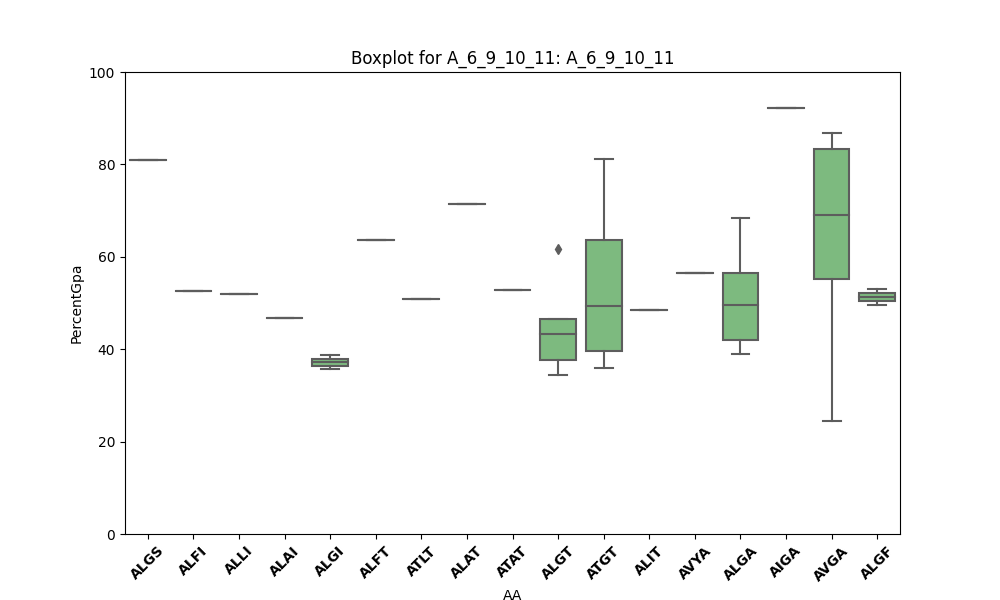 Boxplot for A_6_9_10_11: A_6_9_10_11
100
80
60
40
20
0
PercentGpa
ALGS ALFI ALLI ALAI ALGI ALFT ATLT ALAT ATAT ALGT ATGT ALIT AVYA ALGA AIGA AVGA ALGF
AA